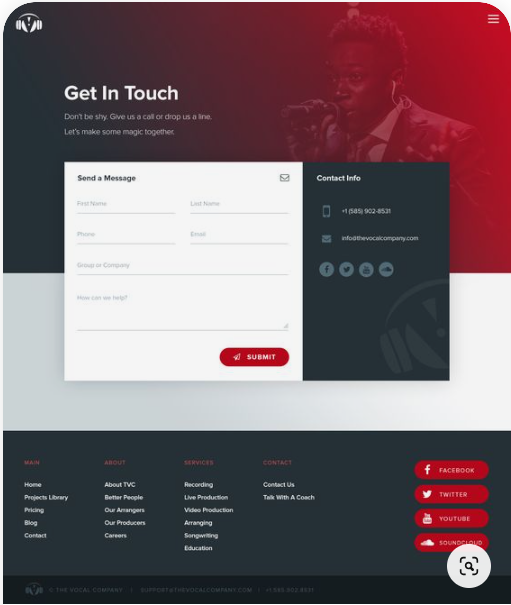 Get In Touch
Don't be shy. Give us a call or drop us a line.
Let's make some magic together.
Send a Message
First Name Last Name
Phone Email
Group or Company
How can we help?
SUBMIT
Contact Info
+1 (585) 902-8531
info@thevocalcompany.com
MAIN
Home
Projects Library
Pricing
Blog
Contact
ABOUT
About TVC
Better People
Our Arrangers
Our Producers
Careers
SERVICES
Recording
Live Production
Video Production
Arranging
Songwriting
Education
CONTACT
Contact Us
Talk With A Coach
FACEBOOK
TWITTER
YOUTUBE
SOUNDCLOUD
© THE VOCAL COMPANY | SUPPORT@THEVOCALCOMPANY.COM | +1 585.902.8531